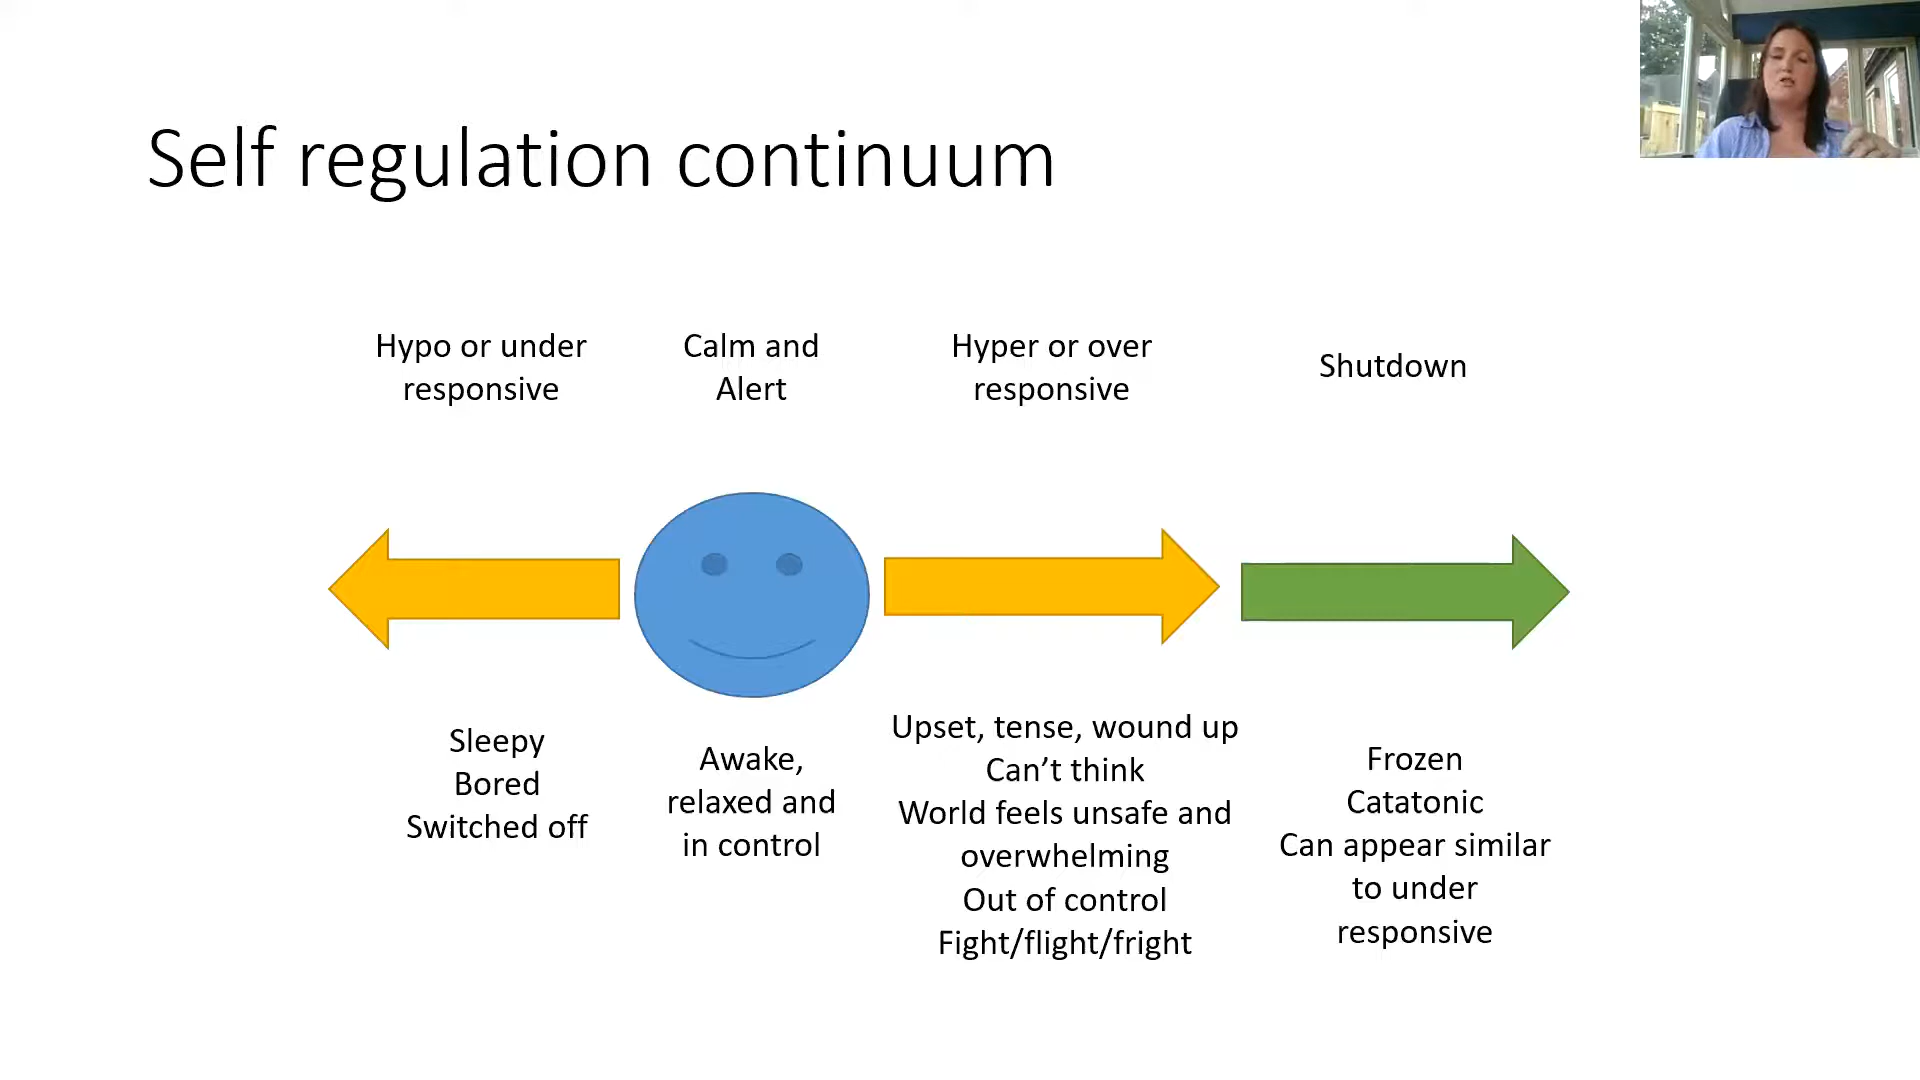 Self regulation continuum
Hypo or under
responsive
Calm and
Alert
Hyper or over
responsive
Shutdown
Sleepy
Bored
Switched off
Awake,
relaxed and
in control
Upset, tense, wound up
Can’t think
World feels unsafe and
overwhelming
Out of control
Fight/flight/fright
Frozen
Catatonic
Can appear similar
to under
responsive